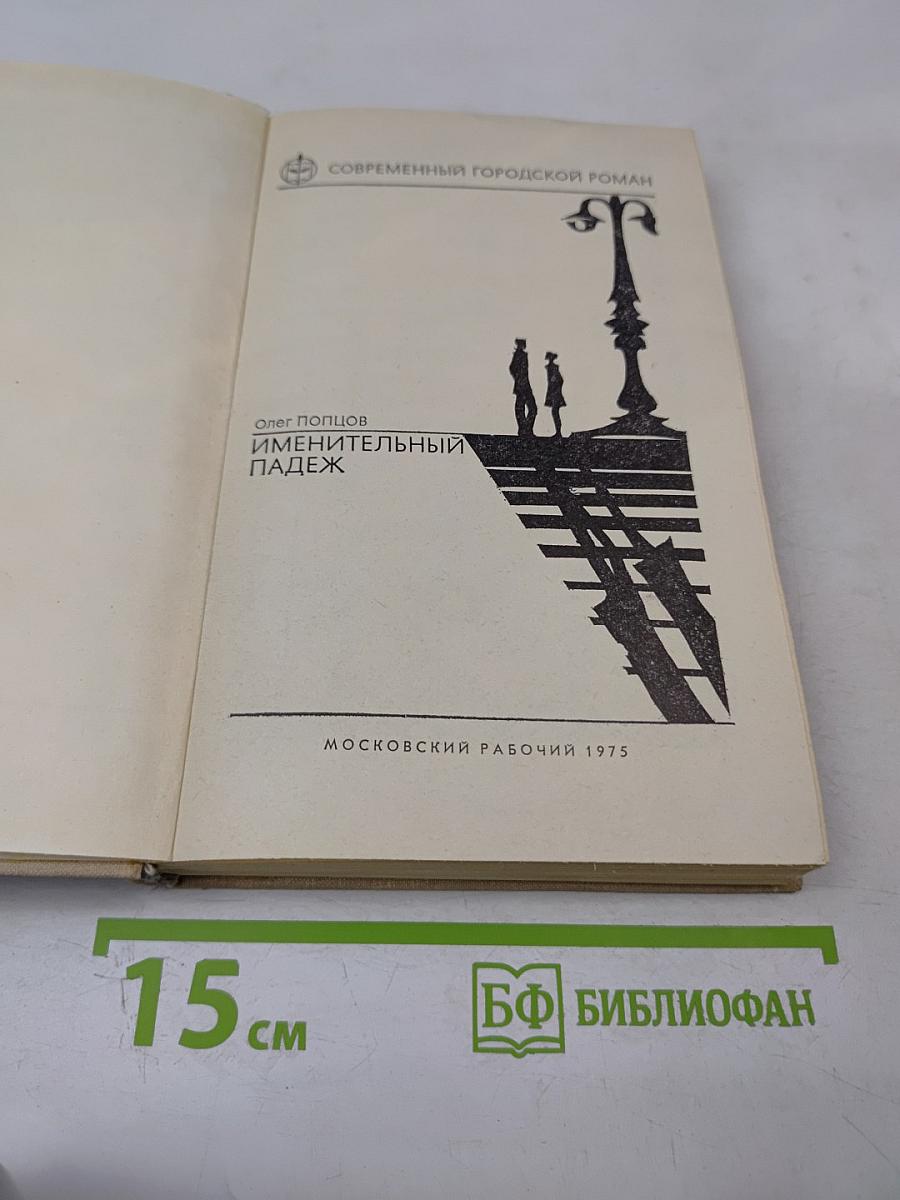 СОВРЕМЕННЫЙ ГОРОДСКОЙ РОМАН
Олег ПОПЦОВ
ИМЕНИТЕЛЬНЫЙ
ПАДЕЖ
МОСКОВСКИЙ РАБОЧИЙ 1975
15 см
БФ БИБЛИОФАН